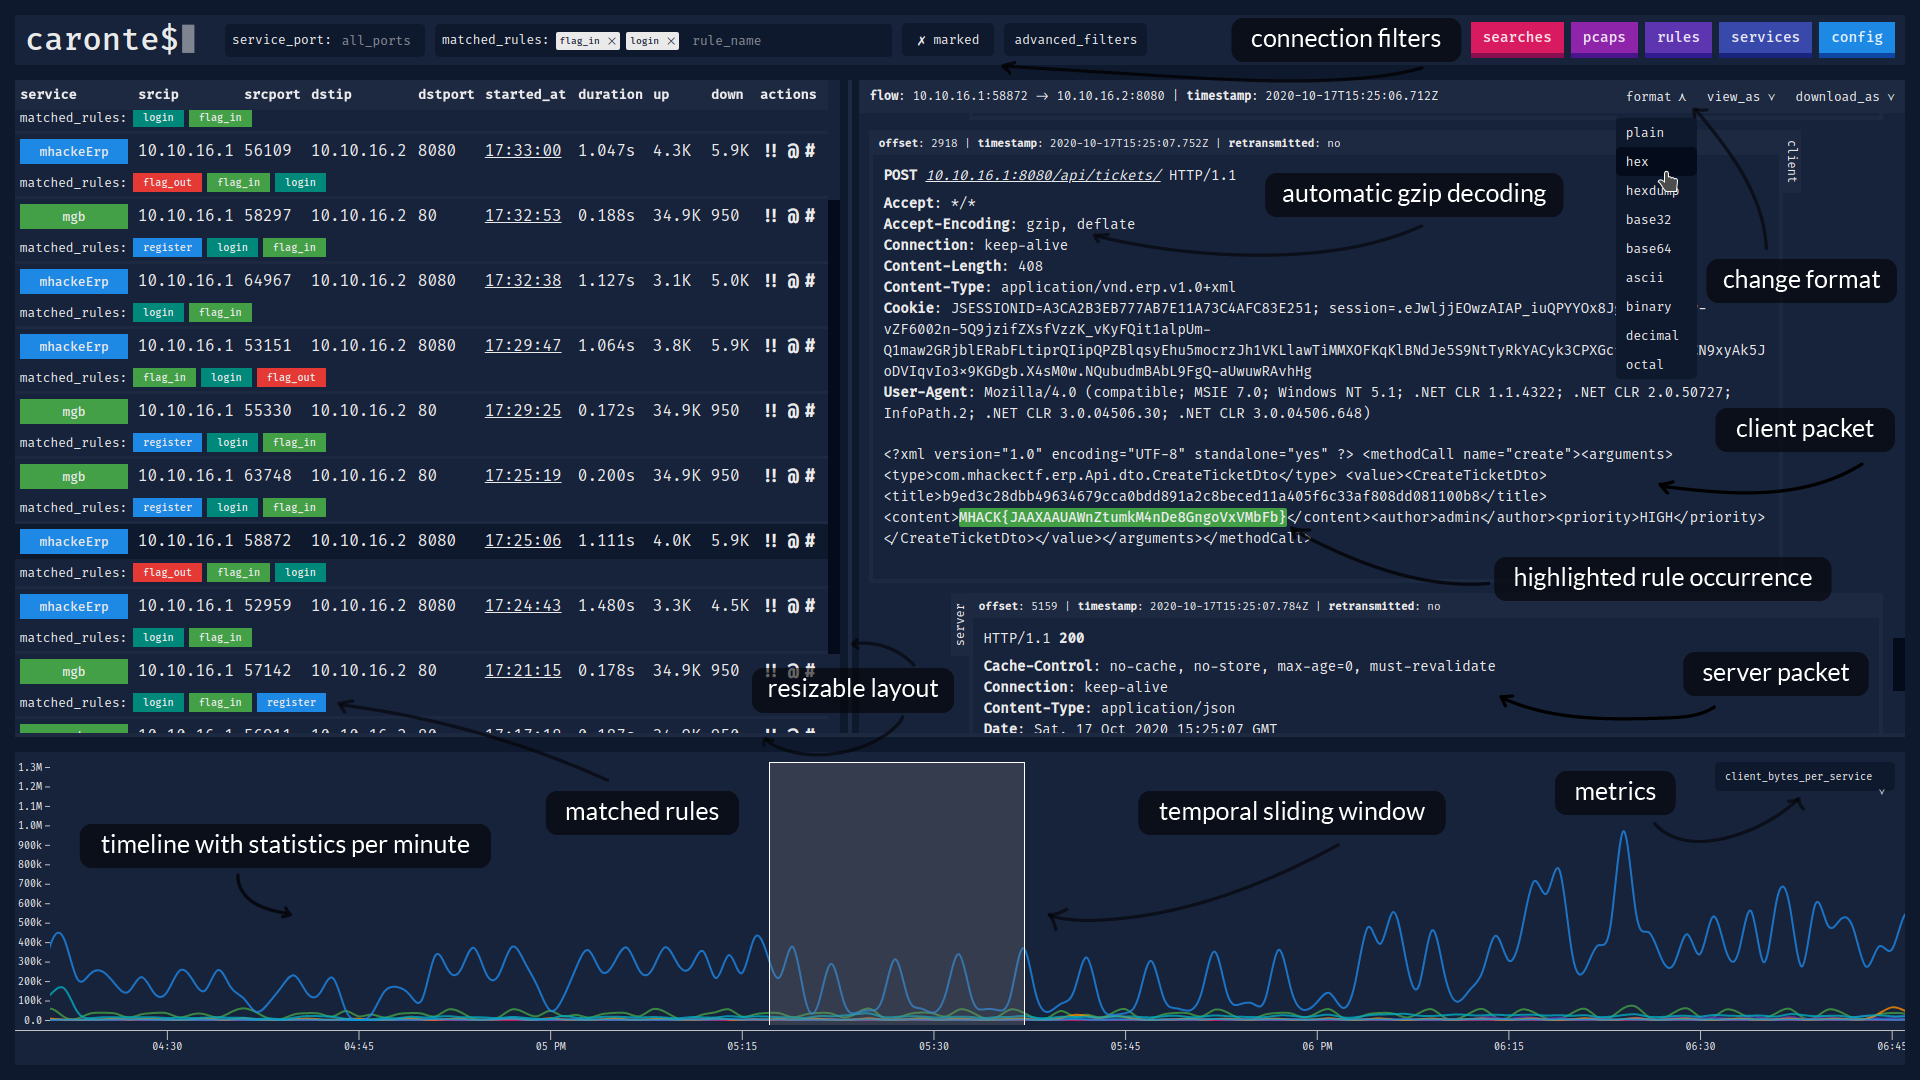 caronte$
service_port: all_ports
matched_rules: flag_in ✕ login ✕ rule_name
✗ marked
advanced_filters
connection filters
searches
pcaps
rules
services
config
service srcip srcport dstip dstport started_at duration up down actions
matched_rules: login flag_in
mhackeErp 10.10.16.1 56109 10.10.16.2 8080 17:33:00 1.047s 4.3K 5.9K !! @ #
matched_rules: flag_out flag_in login
mgb 10.10.16.1 58297 10.10.16.2 80 17:32:53 0.188s 34.9K 950 !! @ #
matched_rules: register login flag_in
mhackeErp 10.10.16.1 64967 10.10.16.2 8080 17:32:38 1.127s 3.1K 5.0K !! @ #
matched_rules: login flag_in
mhackeErp 10.10.16.1 53151 10.10.16.2 8080 17:29:47 1.064s 3.8K 5.9K !! @ #
matched_rules: flag_in login flag_out
mgb 10.10.16.1 55330 10.10.16.2 80 17:29:25 0.172s 34.9K 950 !! @ #
matched_rules: register login flag_in
mgb 10.10.16.1 63748 10.10.16.2 80 17:25:19 0.200s 34.9K 950 !! @ #
matched_rules: register login flag_in
mhackeErp 10.10.16.1 58872 10.10.16.2 8080 17:25:06 1.111s 4.0K 5.9K !! @ #
matched_rules: flag_out flag_in login
mhackeErp 10.10.16.1 52959 10.10.16.2 8080 17:24:43 1.480s 3.3K 4.5K !! @ #
matched_rules: login flag_in
mgb 10.10.16.1 57142 10.10.16.2 80 17:21:15 0.178s 34.9K 950 !! @ #
matched_rules: login flag_in register
resizable layout
matched rules
flow: 10.10.16.1:58872 → 10.10.16.2:8080 | timestamp: 2020-10-17T15:25:06.712Z
format
view_as
download_as
plain
hex
hexdump
base32
base64
ascii
binary
decimal
octal
change format
client
offset: 2918 | timestamp: 2020-10-17T15:25:07.752Z | retransmitted: no
POST 10.10.16.1:8080/api/tickets/ HTTP/1.1
automatic gzip decoding
Accept: */*
Accept-Encoding: gzip, deflate
Connection: keep-alive
Content-Length: 408
Content-Type: application/vnd.erp.v1.0+xml
Cookie: JSESSIONID=A3CA2B3EB777AB7E11A73C4AFC83E251;
vZF6002n-5Q9jzifZXsfVzzK_vKyFQit1alpUm-
oDVIqvIo3×9KGDgb.X4sM0w.NQubudmBAbL9FgQ-aUwuwRAvhHg
User-Agent: Mozilla/4.0 (compatible; MSIE 7.0; Windows NT 5.1; .NET CLR 1.1.4322; .NET CLR 2.0.50727;
InfoPath.2; .NET CLR 3.0.04506.30; .NET CLR 3.0.04506.648)
client packet
<?xml version="1.0" encoding="UTF-8" standalone="yes" ?> <methodCall name="create"><arguments>
<type>com.mhackectf.erp.Api.dto.CreateTicketDto</type> <value><CreateTicketDto>
<title>b9ed3c28dbb49634679cca0bdd891a2c8beced11a405f6c33af808dd081100b8</title>
<content>MHACK{JAAXAAUAWnZtumkM4nDe8GngoVxVMbFb}</content><author>admin</author><priority>HIGH</priority>
</CreateTicketDto></value></arguments></methodCall>
highlighted rule occurrence
server
offset: 5159 | timestamp: 2020-10-17T15:25:07.784Z | retransmitted: no
HTTP/1.1 200
Cache-Control: no-cache, no-store, max-age=0, must-revalidate
Connection: keep-alive
Content-Type: application/json
Date: Sat, 17 Oct 2020 15:25:07 GMT
server packet
timeline with statistics per minute
temporal sliding window
metrics
client_bytes_per_service
1.3M
1.2M
1.1M
1.0M
900k
800k
700k
600k
500k
400k
300k
200k
100k
0.0
04:30 04:45 05 PM 05:15 05:30 05:45 06 PM 06:15 06:30 06:45